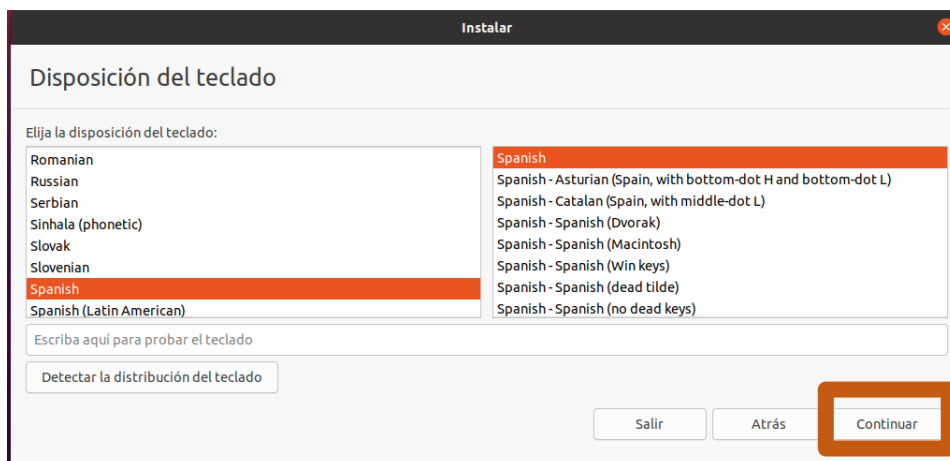 Instalar
Disposición del teclado
Elija la disposición del teclado:
Romanian
Russian
Serbian
Sinhala (phonetic)
Slovak
Slovenian
Spanish
Spanish (Latin American)
Spanish
Spanish - Asturian (Spain, with bottom-dot H and bottom-dot L)
Spanish - Catalan (Spain, with middle-dot L)
Spanish - Spanish (Dvorak)
Spanish - Spanish (Macintosh)
Spanish - Spanish (Win keys)
Spanish - Spanish (dead tilde)
Spanish - Spanish (no dead keys)
Escriba aquí para probar el teclado
Detectar la distribución del teclado
Salir
Atrás
Continuar